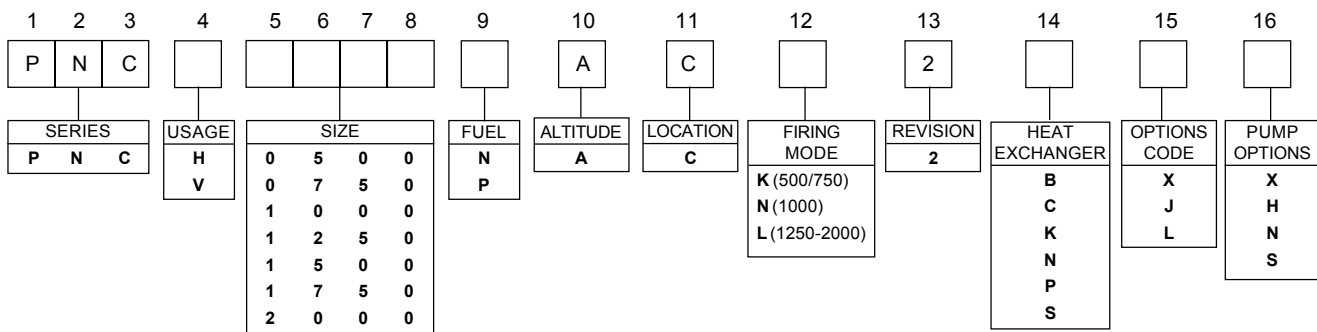 1 2 3 4 5 6 7 8 9 10 11 12 13 14 15 16
P N C A C 2
SERIES USAGE SIZE FUEL ALTITUDE LOCATION FIRING MODE REVISION HEAT EXCHANGER OPTIONS CODE PUMP OPTIONS
P N C
H
V
0 5 0 0
0 7 5 0
1 0 0 0
1 2 5 0
1 5 0 0
1 7 5 0
2 0 0 0
N
P
A
C
K (500/750)
N (1000)
L (1250-2000)
2
B
C
K
N
P
S
X
J
L
X
H
N
S